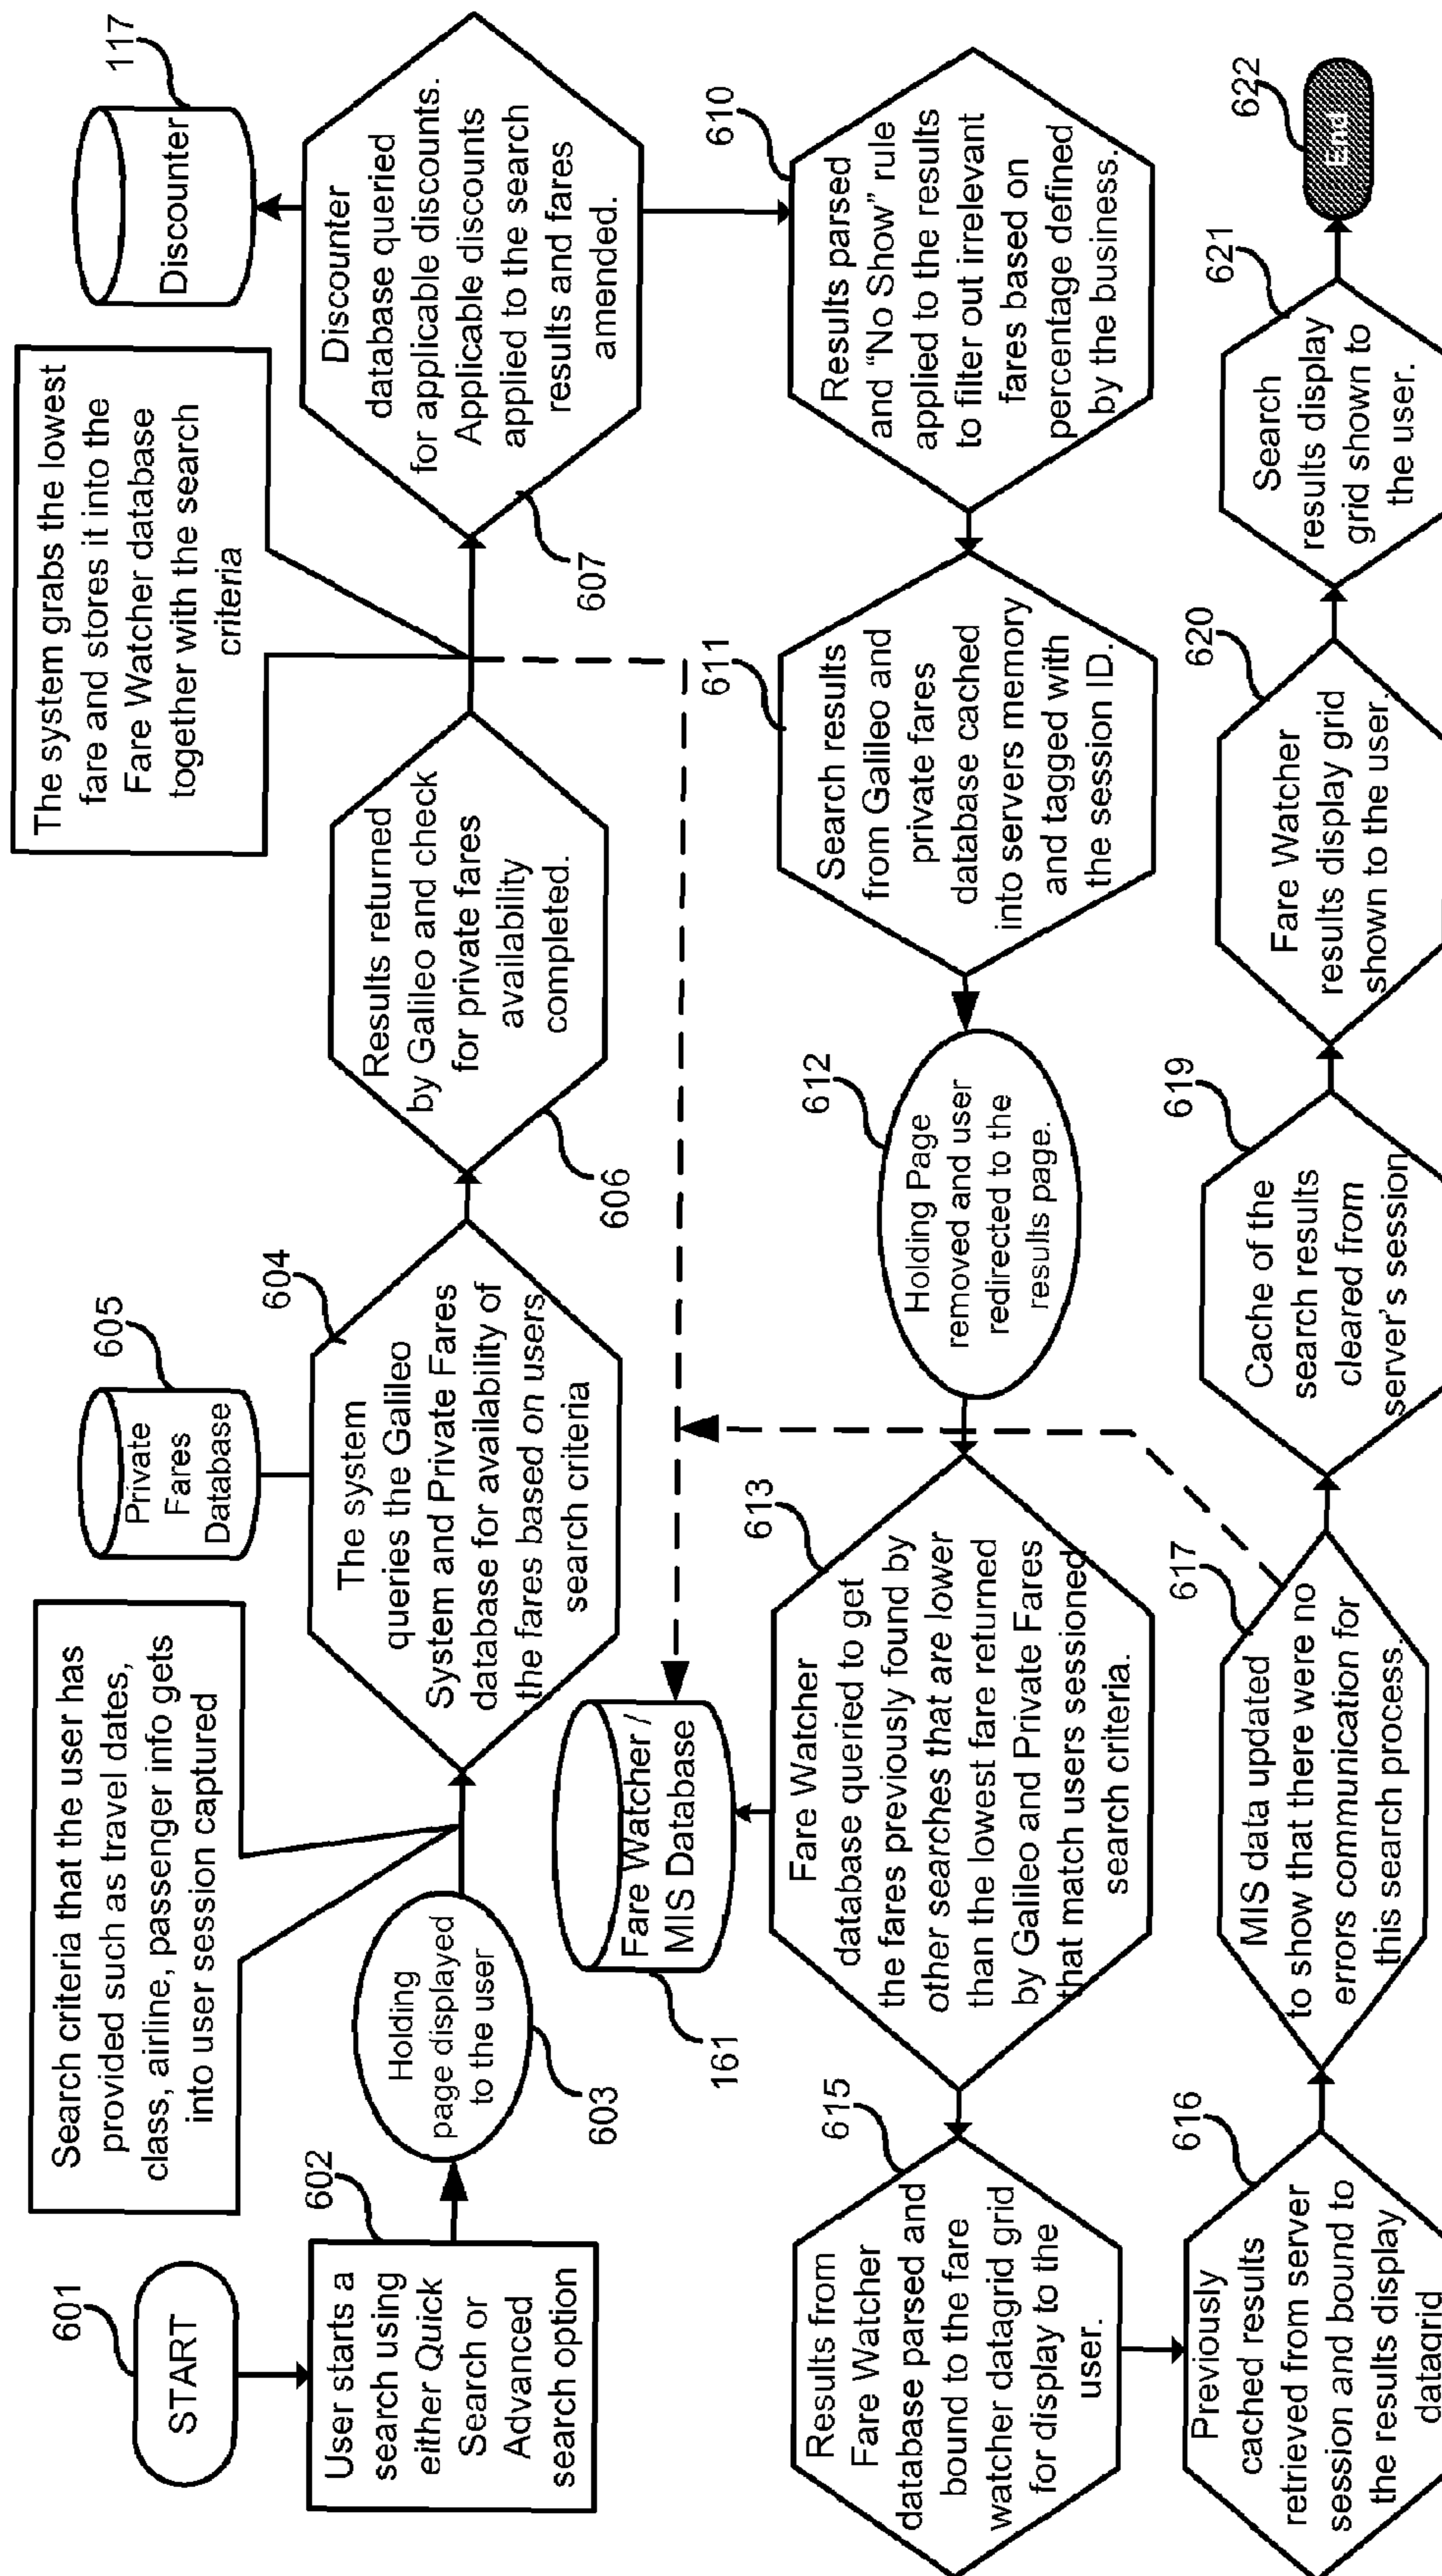 601
START
602
User starts a
search using
either Quick
Search or
Advanced
search option
603
Holding
page displayed
to the user
Search criteria that the user has
provided such as travel dates,
class, airline, passenger info gets
into user session captured
604
The system
queries the Galileo
System and Private Fares
database for availability of
the fares based on users
search criteria
605
Private
Fares
Database
606
Results returned
by Galileo and check
for private fares
availability
completed.
The system grabs the lowest
fare and stores it into the
Fare Watcher database
together with the search
criteria
607
Discounter
database queried
for applicable discounts.
Applicable discounts
applied to the search
results and fares
amended.
117
Discounter
610
Results parsed
and “No Show” rule
applied to the results
to filter out irrelevant
fares based on
percentage defined
by the business.
611
Search results
from Galileo and
private fares
database cached
into servers memory
and tagged with
the session ID.
612
Holding Page
removed and user
redirected to the
results page.
613
Fare Watcher
database queried to get
the fares previously found by
other searches that are lower
than the lowest fare returned
by Galileo and Private Fares
that match users sessioned
search criteria.
161
Fare Watcher /
MIS Database
615
Results from
Fare Watcher
database parsed and
bound to the fare
watcher datagrid grid
for display to the
user.
616
Previously
cached results
retrieved from server
session and bound to
the results display
datagrid
617
MIS data updated
to show that there were no
errors communication for
this search process.
619
Cache of the
search results
cleared from
server's session
620
Fare Watcher
results display grid
shown to the user.
621
Search
results display
grid shown to
the user.
622
End